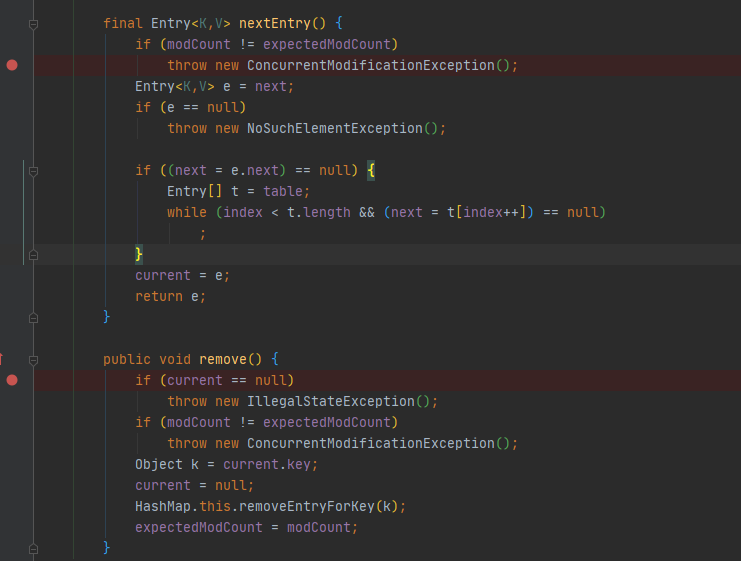 final Entry<K,V> nextEntry() {
if (modCount != expectedModCount)
throw new ConcurrentModificationException();
Entry<K,V> e = next;
if (e == null)
throw new NoSuchElementException();
if ((next = e.next) == null) {
Entry[] t = table;
while (index < t.length && (next = t[index++]) == null)
;
}
current = e;
return e;
}
public void remove() {
if (current == null)
throw new IllegalStateException();
if (modCount != expectedModCount)
throw new ConcurrentModificationException();
Object k = current.key;
current = null;
HashMap.this.removeEntryForKey(k);
expectedModCount = modCount;
}